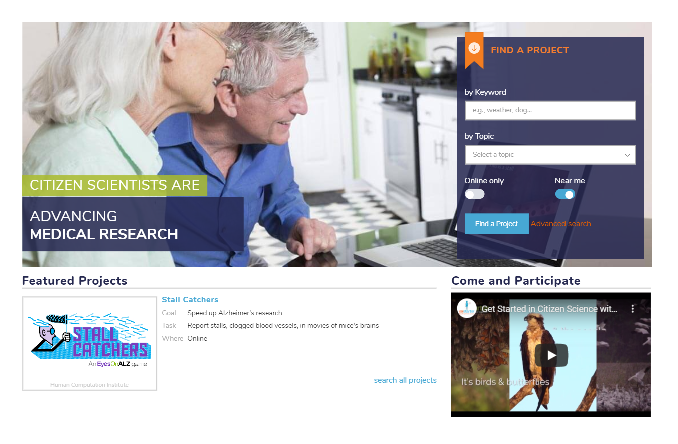 FIND A PROJECT
by Keyword
e.g., weather, dog...
by Topic
Select a topic
Online only Near me
Find a Project Advanced search
CITIZEN SCIENTISTS ARE
ADVANCING
MEDICAL RESEARCH
Featured Projects
STALL
CATCHERS
An EyesOnALZ game
Human Computation Institute
Stall Catchers
Goal Speed up Alzheimer's research
Task Report stalls, clogged blood vessels, in movies of mice's brains
Where Online
search all projects
Come and Participate
Get Started in Citizen Science wit...
It's birds & butterflies